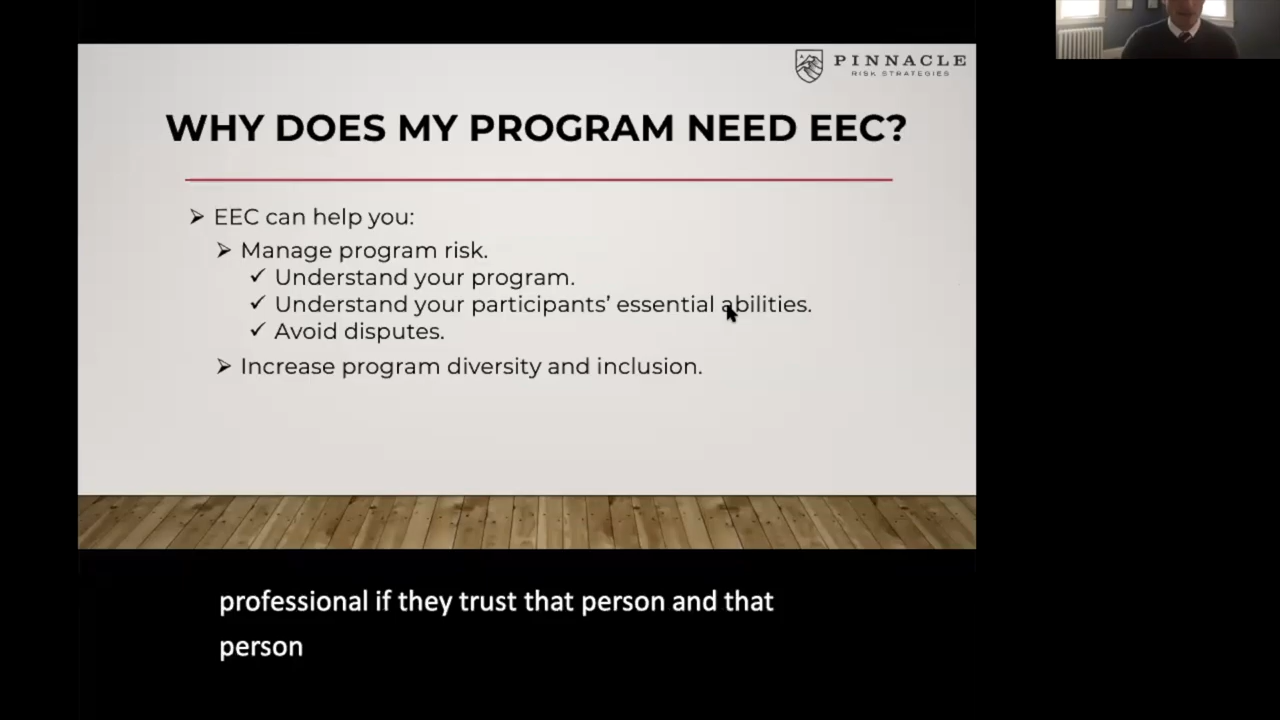 PINNACLE
RISK STRATEGIES
WHY DOES MY PROGRAM NEED EEC?
EEC can help you:
Manage program risk.
Understand your program.
Understand your participants’ essential abilities.
Avoid disputes.
Increase program diversity and inclusion.
professional if they trust that person and that
person